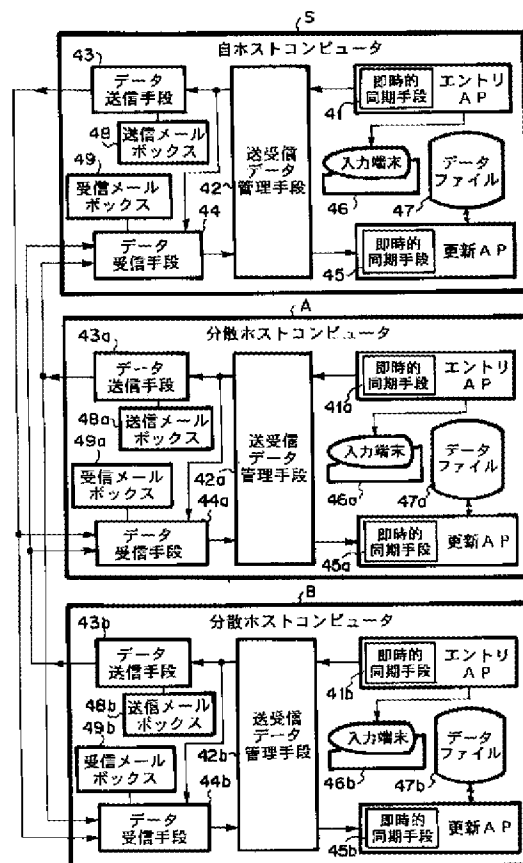 S
自ホストコンピュータ
43
データ
送信手段
48
送信メール
ボックス
49
受信メール
ボックス
44
データ
受信手段
42
送受信
データ
管理手段
41
即時的
同期手段
エントリ
AP
入力端末
46
データ
ファイル
47
即時的
同期手段
45
更新AP
A
分散ホストコンピュータ
43a
データ
送信手段
48a
送信メール
ボックス
49a
受信メール
ボックス
44a
データ
受信手段
42a
送受信
データ
管理手段
41a
即時的
同期手段
エントリ
AP
入力端末
46a
データ
ファイル
47a
即時的
同期手段
45a
更新AP
B
分散ホストコンピュータ
43b
データ
送信手段
48b
送信メール
ボックス
49b
受信メール
ボックス
44b
データ
受信手段
42b
送受信
データ
管理手段
41b
即時的
同期手段
エントリ
AP
入力端末
46b
データ
ファイル
47b
即時的
同期手段
45b
更新AP